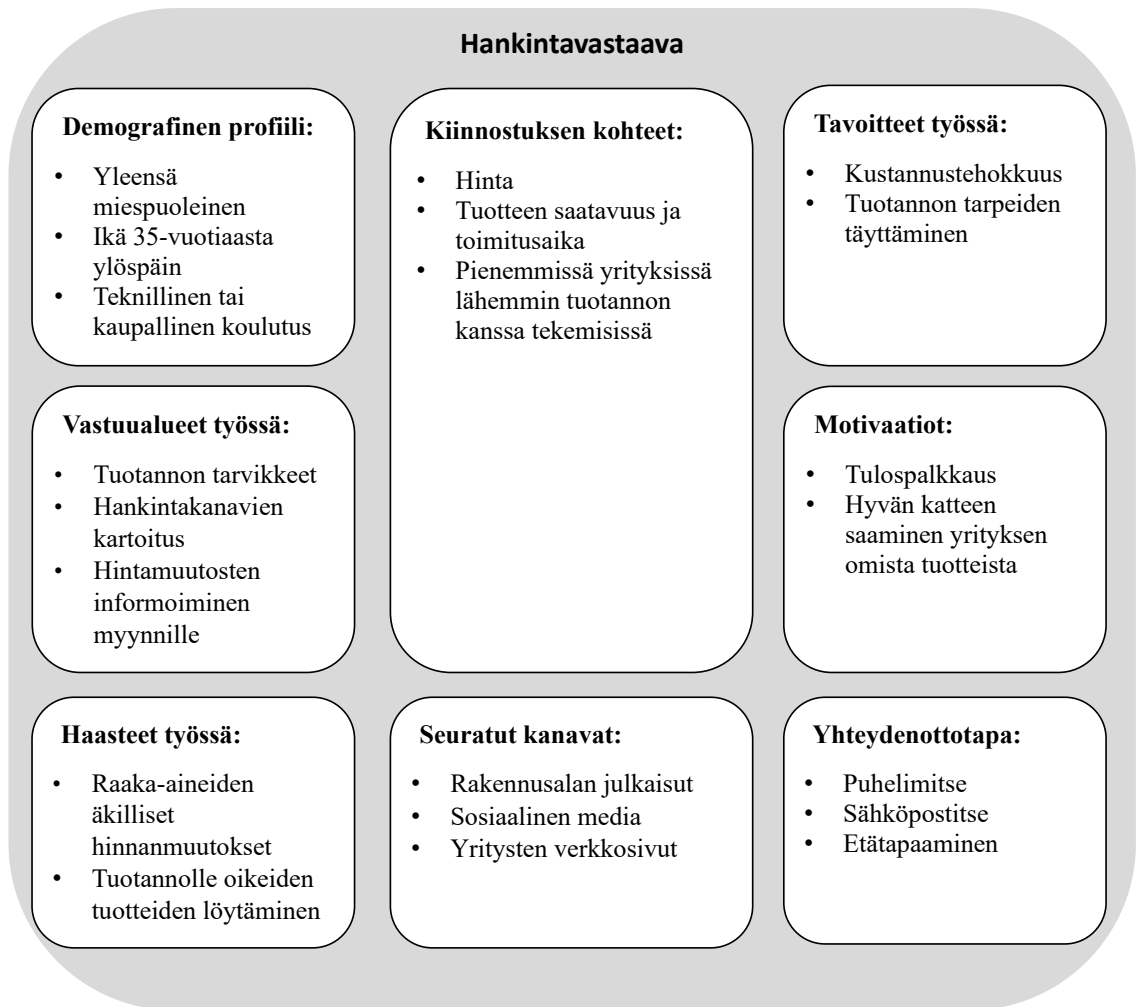 Hankintavastaava
Demografinen profiili:
• Yleensä
miespuoleinen
• Ikä 35-vuotiaasta
ylöspäin
• Teknillinen tai
kaupallinen koulutus
Kiinnostuksen kohteet:
• Hinta
• Tuotteen saatavuus ja
toimitusaika
• Pienemmissä yrityksissä
lähemmin tuotannon
kanssa tekemisissä
Tavoitteet työssä:
• Kustannustehokkuus
• Tuotannon tarpeiden
täyttäminen
Vastuualueet työssä:
• Tuotannon tarvikkeet
• Hankintakanavien
kartoitus
• Hintamuutosten
informoiminen
myynnille
Motivaatiot:
• Tulospalkkaus
• Hyvän katteen
saaminen yrityksen
omista tuotteista
Haasteet työssä:
• Raaka-aineiden
äkilliset
hinnanmuutokset
• Tuotannolle oikeiden
tuotteiden löytäminen
Seuratut kanavat:
• Rakennusalan julkaisut
• Sosiaalinen media
• Yritysten verkkosivut
Yhteydenottotapa:
• Puhelimitse
• Sähköpostitse
• Etätapaaminen